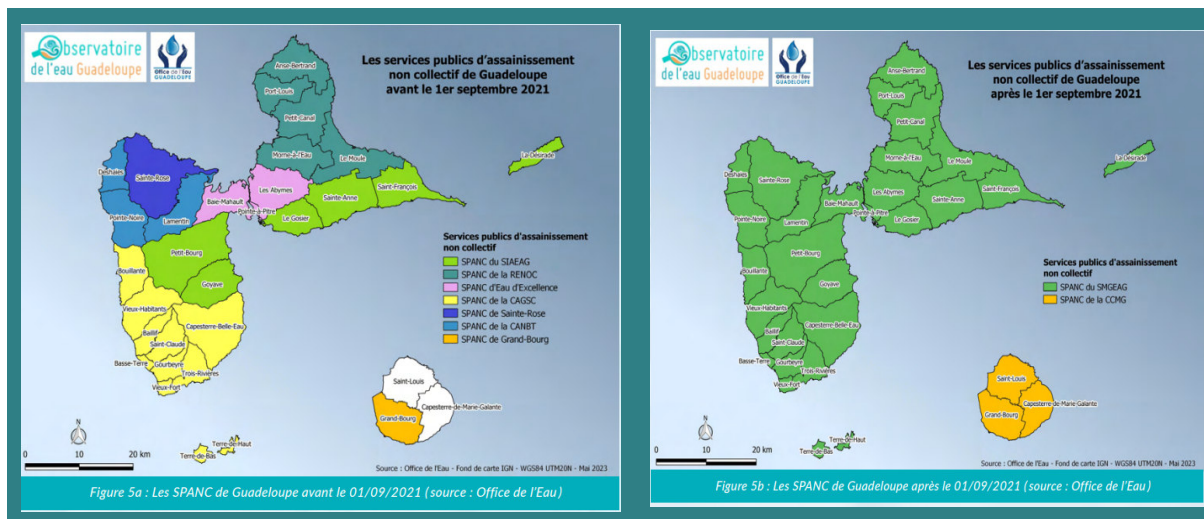 Observatoire
de l'eau Guadeloupe
Office de l'Eau
GUADELOUPE
Les services publics d'assainissement
non collectif de Guadeloupe
avant le 1er septembre 2021
Anse-Bertrand
Port-Louis
Petit-Canal
Morne-à-l'Eau
Le Moule
La Désirade
Deshaies
Sainte-Rose
Les Abymes
Saint-François
Baie-Mahault
Sainte-Anne
Pointe-à-Pitre
Pointe-Noire
Lamentin
Le Gosier
Petit-Bourg
Bouillante
Goyave
Vieux-Habitants
Capesterre-Belle-Eau
Baillif
Saint-Claude
Basse-Terre
Gourbeyre
Trois-Rivières
Vieux-Fort
Services publics d'assainissement
non collectif
SPANC du SIAEAG
SPANC de la RENOC
SPANC d'Eau d'Excellence
SPANC de la CAGSC
SPANC de Sainte-Rose
SPANC de la CANBT
SPANC de Grand-Bourg
Saint-Louis
Capesterre-de-Marie-Galante
Grand-Bourg
Terre-de-Haut
Terre-de-Bas
N
0 10 20 km
Source : Office de l'Eau - Fond de carte IGN - WGS84 UTM20N - Mai 2023
Figure 5a : Les SPANC de Guadeloupe avant le 01/09/2021 (source : Office de l'Eau)
Observatoire
de l'eau Guadeloupe
Office de l'Eau
GUADELOUPE
Les services publics d'assainissement
non collectif de Guadeloupe
après le 1er septembre 2021
Anse-Bertrand
Port-Louis
Petit-Canal
Morne-à-l'Eau
Le Moule
La Désirade
Deshaies
Sainte-Rose
Les Abymes
Saint-François
Baie-Mahault
Sainte-Anne
Pointe-à-Pitre
Pointe-Noire
Lamentin
Le Gosier
Petit-Bourg
Bouillante
Goyave
Vieux-Habitants
Capesterre-Belle-Eau
Baillif
Saint-Claude
Basse-Terre
Gourbeyre
Trois-Rivières
Vieux-Fort
Services publics d'assainissement
non collectif
SPANC du SMGEAG
SPANC de la CCMG
Saint-Louis
Capesterre-de-Marie-Galante
Grand-Bourg
Terre-de-Haut
Terre-de-Bas
N
0 10 20 km
Source : Office de l'Eau - Fond de carte IGN - WGS84 UTM20N - Mai 2023
Figure 5b : Les SPANC de Guadeloupe après le 01/09/2021 (source : Office de l'Eau)